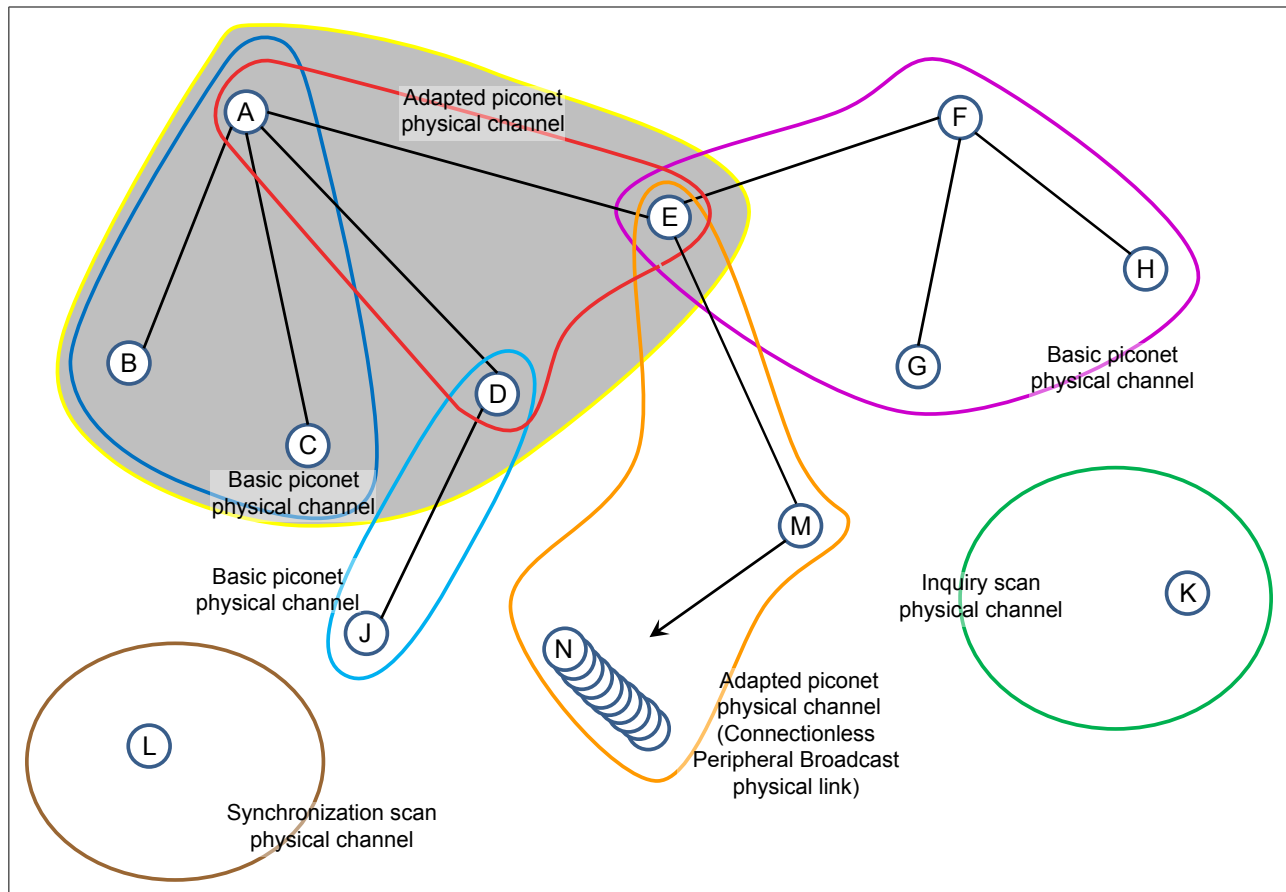 A
Adapted piconet
physical channel
F
E
H
B
G
Basic piconet
physical channel
D
C
Basic piconet
physical channel
M
Basic piconet
physical channel
Inquiry scan
physical channel
K
J
N
Adapted piconet
physical channel
(Connectionless
Peripheral Broadcast
physical link)
L
Synchronization scan
physical channel